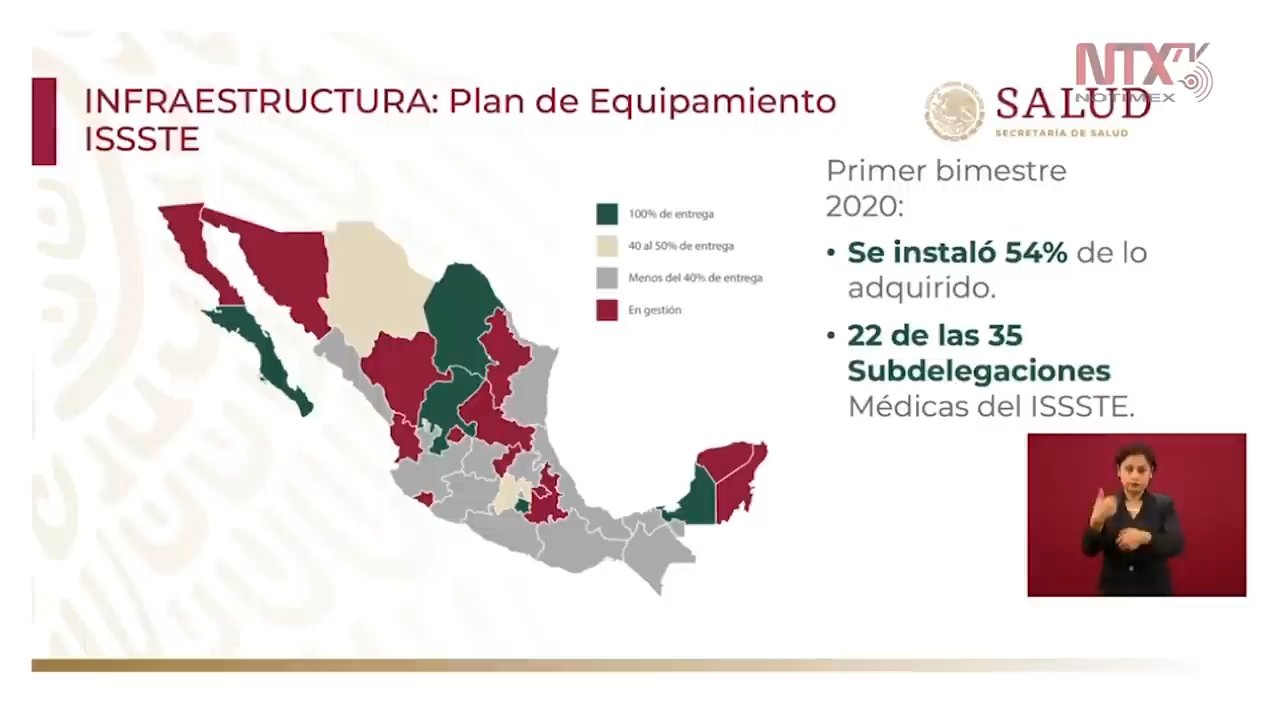 INFRAESTRUCTURA: Plan de Equipamiento
ISSSTE
NTX
NOTIMEX
SALUD
SECRETARÍA DE SALUD
Primer bimestre
2020:
• Se instaló 54% de lo
adquirido.
• 22 de las 35
Subdelegaciones
Médicas del ISSSTE.
100% de entrega
40 al 50% de entrega
Menos del 40% de entrega
En gestión